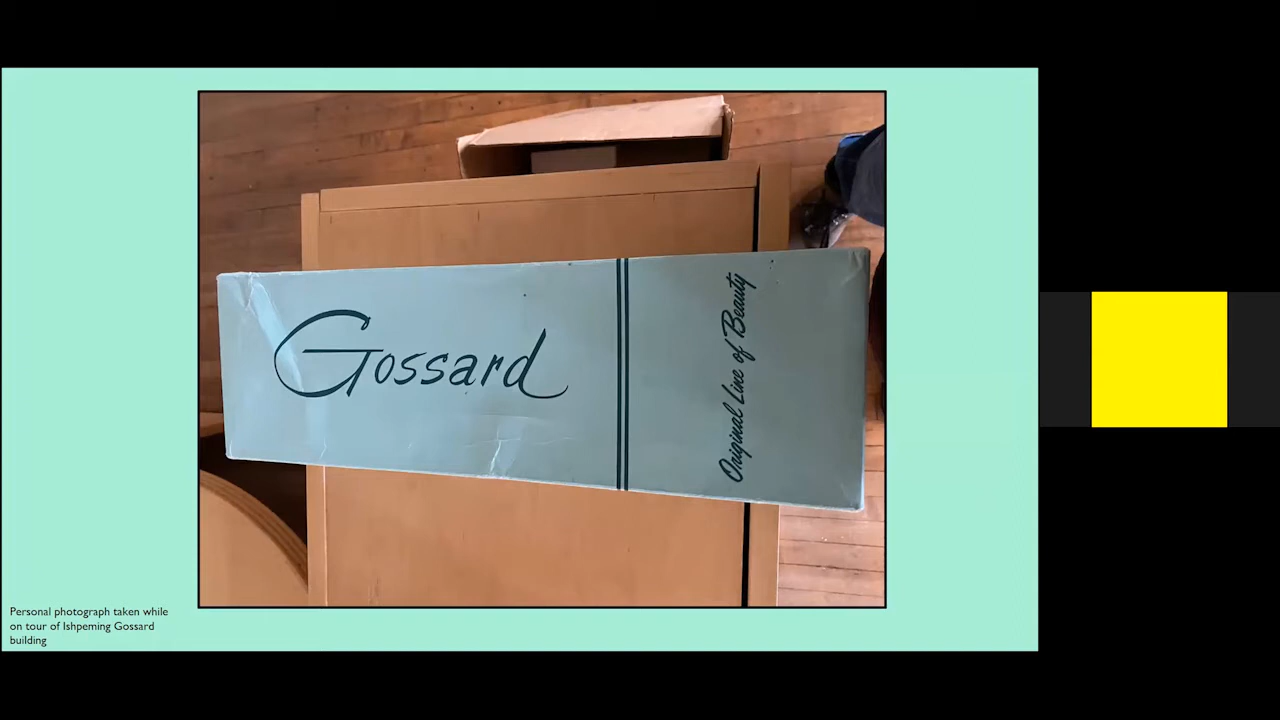 Gossard
Original Line of Beauty
Personal photograph taken while
on tour of Ishpeming Gossard
building